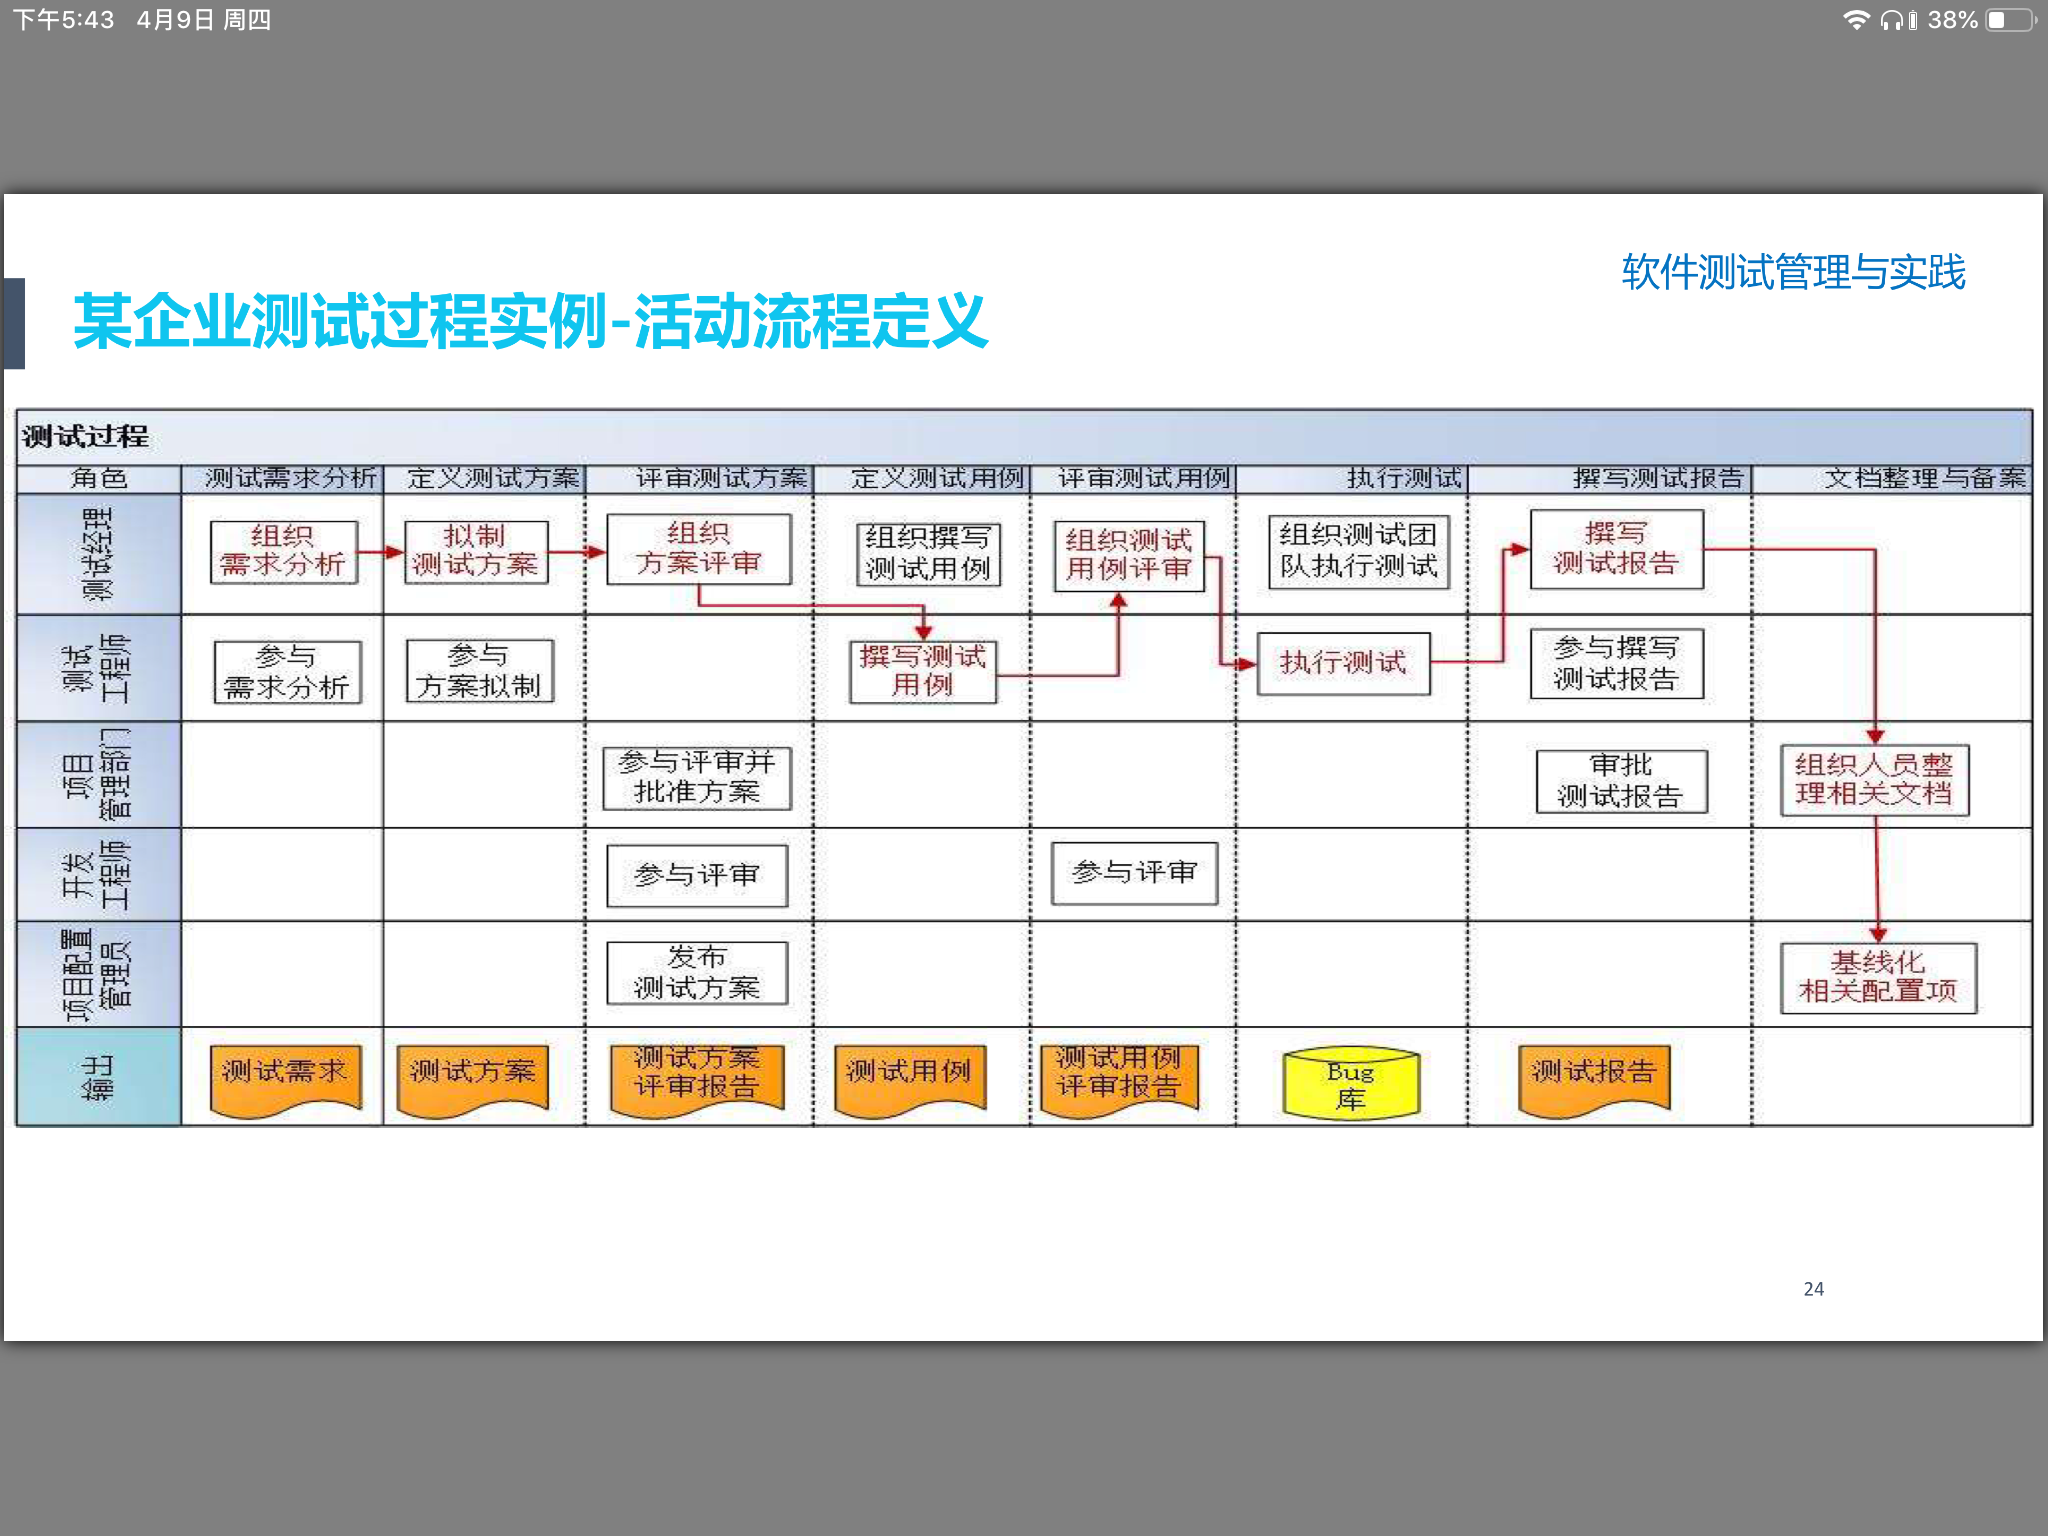 下午5:43 4月9日 周四
38%
软件测试管理与实践
某企业测试过程实例-活动流程定义
测试过程
角色 测试需求分析 定义测试方案 评审测试方案 定义测试用例 评审测试用例 执行测试 撰写测试报告 文档整理与备案
测试经理
组织
需求分析
拟制
测试方案
组织
方案评审
组织撰写
测试用例
组织测试
用例评审
组织测试团
队执行测试
撰写
测试报告
测试
工程师
参与
需求分析
参与
方案拟制
撰写测试
用例
执行测试
参与撰写
测试报告
项目
管理部门
参与评审并
批准方案
审批
测试报告
组织人员整
理相关文档
开发
工程师
参与评审
参与评审
项目配置
管理员
发布
测试方案
基线化
相关配置项
输出
测试需求
测试方案
测试方案
评审报告
测试用例
测试用例
评审报告
Bug
库
测试报告
24